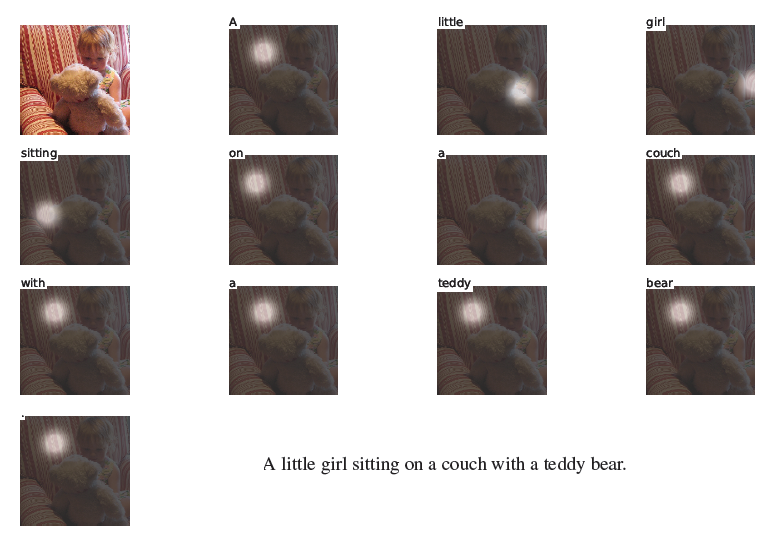 A
little
girl
sitting
on
a
couch
with
a
teddy
bear
.
A little girl sitting on a couch with a teddy bear.